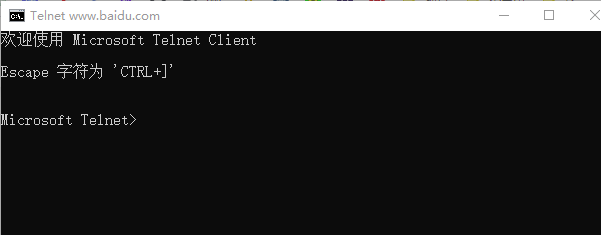 Telnet www.baidu.com
欢迎使用 Microsoft Telnet Client
Escape 字符为 'CTRL+]'
Microsoft Telnet>